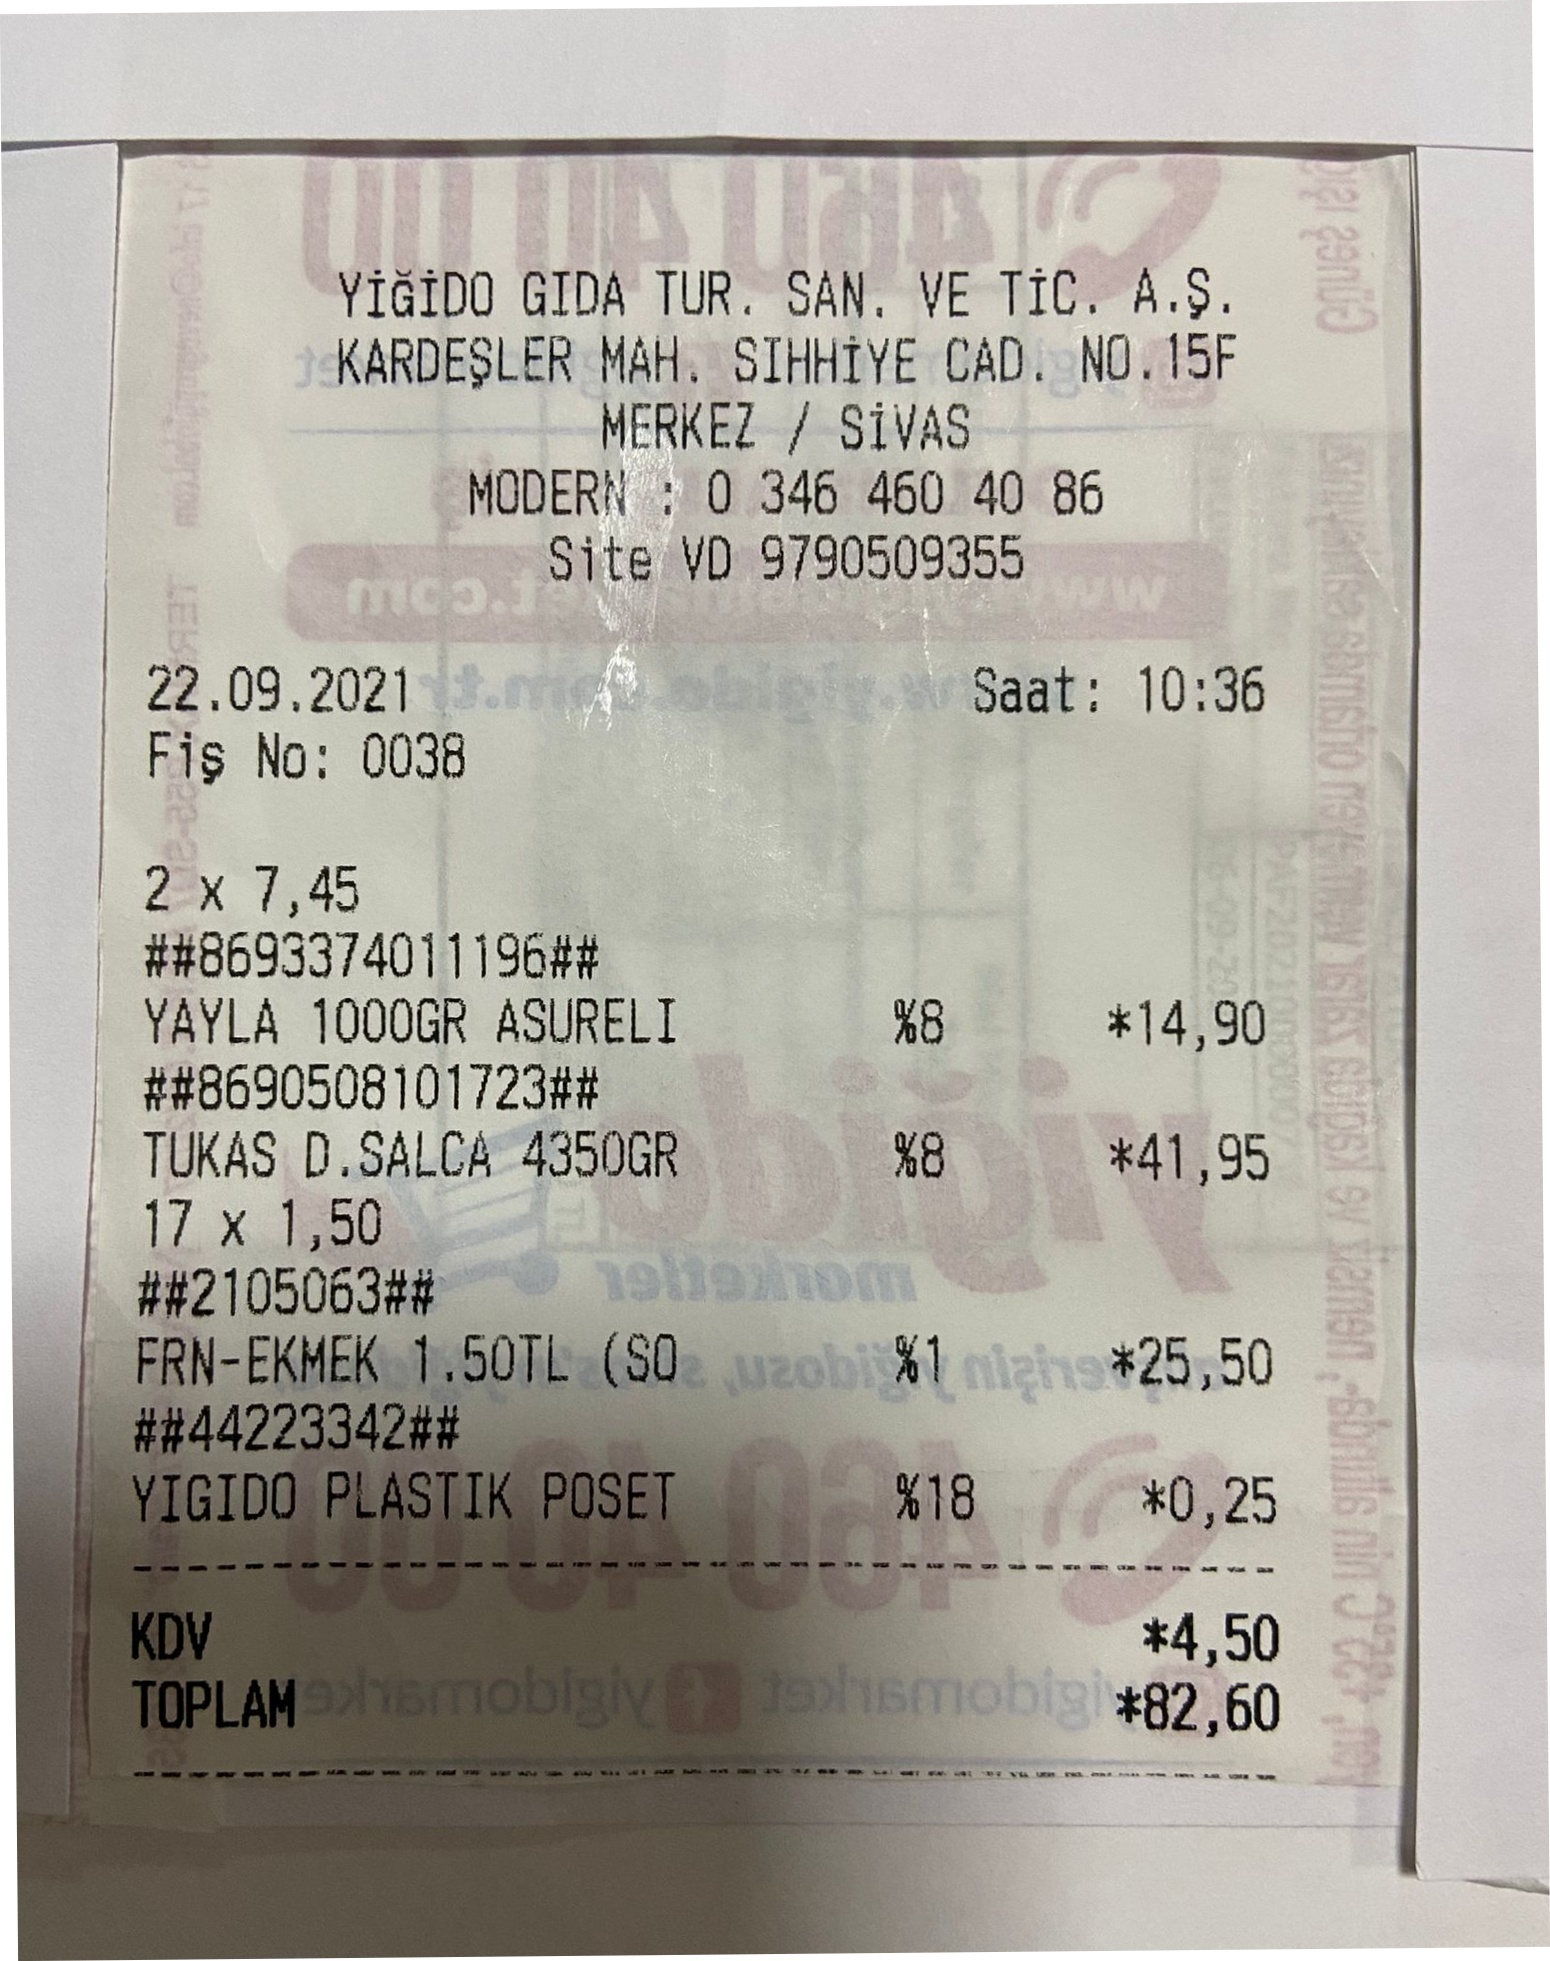 YİĞİDO GIDA TUR. SAN. VE TİC. A.Ş.
KARDEŞLER MAH. SIHHİYE CAD. NO.15F
MERKEZ / SİVAS
MODERN : 0 346 460 40 86
Site VD 9790509355
22.09.2021 Saat: 10:36
Fiş No: 0038
2 x 7,45
##8693374011196##
YAYLA 1000GR ASURELI %8 *14,90
##8690508101723##
TUKAS D.SALCA 4350GR %8 *41,95
17 x 1,50
##2105063##
FRN-EKMEK 1.50TL (SO %1 *25,50
##44223342##
YIGIDO PLASTIK POSET %18 *0,25
KDV *4,50
TOPLAM *82,60